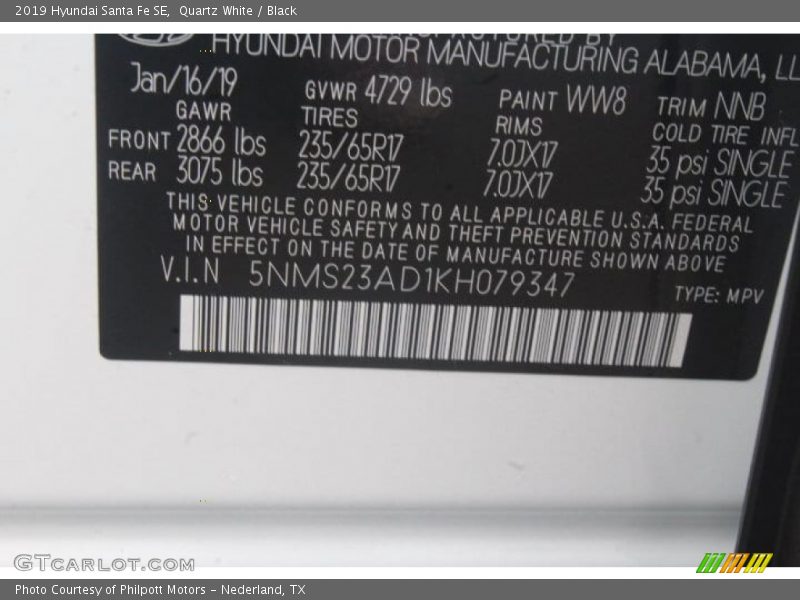 2019 Hyundai Santa Fe SE,  Quartz White / Black
HYUNDAI MOTOR MANUFACTURING ALABAMA, LL
Jan/16/19 GVWR 4729 lbs PAINT WW8 TRIM NNB
GAWR TIRES RIMS COLD TIRE INFL
FRONT 2866 lbs 235/65R17 7.0JX17 35 psi SINGLE
REAR 3075 lbs 235/65R17 7.0JX17 35 psi SINGLE
THIS VEHICLE CONFORMS TO ALL APPLICABLE U.S.A. FEDERAL
MOTOR VEHICLE SAFETY AND THEFT PREVENTION STANDARDS
IN EFFECT ON THE DATE OF MANUFACTURE SHOWN ABOVE
V.I.N 5NMS23AD1KH079347
TYPE: MPV
GTCARLOT.COM
Photo Courtesy of Philpott Motors - Nederland, TX